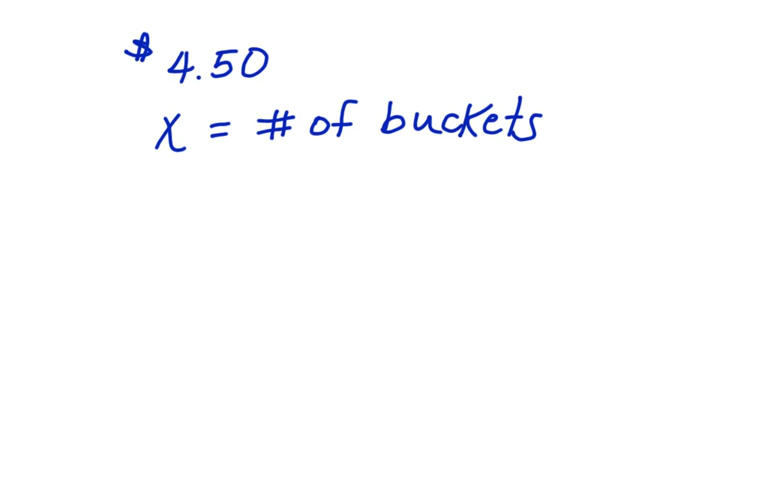 $ 4.50
x = # of buckets